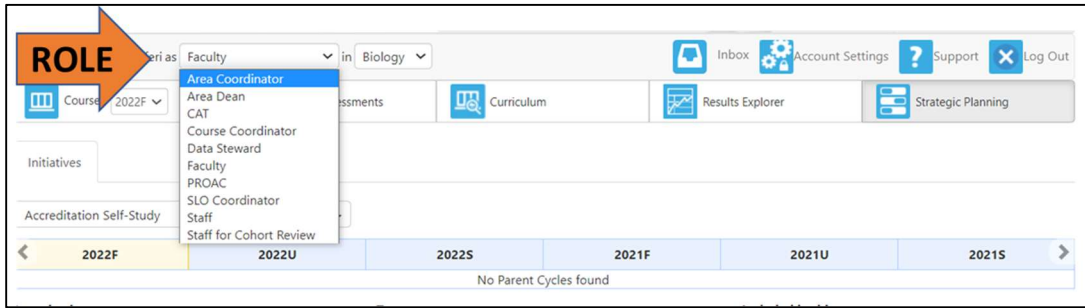 ROLE
eri as Faculty in Biology
Inbox
Account Settings
Support
Log Out
Area Coordinator
Area Dean
CAT
Course Coordinator
Data Steward
Faculty
PROAC
SLO Coordinator
Staff
Staff for Cohort Review
Course
2022F
ssments
Curriculum
Results Explorer
Strategic Planning
Initiatives
Accreditation Self-Study
2022F 2022U 2022S 2021F 2021U 2021S
No Parent Cycles found